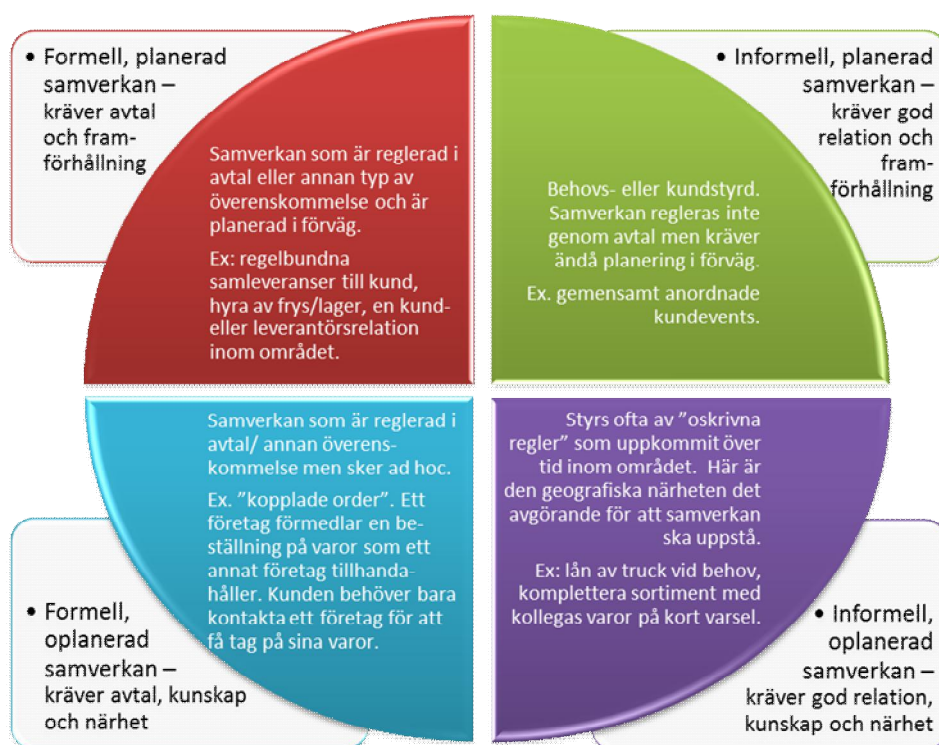 • Formell, planerad
samverkan –
kräver avtal
och fram-
förhållning
Samverkan som är reglerad i
avtal eller annan typ av
överenskommelse och är
planerad i förväg.
Ex: regelbundna
samleveranser till kund,
hyra av frys/lager, en kund-
eller leverantörsrelation
inom området.
• Informell, planerad
samverkan –
kräver god
relation och
fram-
förhållning
Behovs- eller kundstyrd.
Samverkan regleras inte
genom avtal men kräver
ändå planering i förväg.
Ex. gemensamt anordnade
kundevents.
Samverkan som är reglerad i
avtal/ annan överens-
kommelse men sker ad hoc.
Ex. ”kopplade order”. Ett
företag förmedlar en be-
ställning på varor som ett
annat företag tillhanda-
håller. Kunden behöver bara
kontakta ett företag för att
få tag på sina varor.
• Formell,
oplanerad
samverkan –
kräver avtal, kunskap
och närhet
Styrs ofta av ”oskrivna
regler” som uppkommit över
tid inom området. Här är
den geografiska närheten det
avgörande för att samverkan
ska uppstå.
Ex: lån av truck vid behov,
komplettera sortiment med
kollegas varor på kort varsel.
• Informell,
oplanerad
samverkan –
kräver god relation,
kunskap och närhet